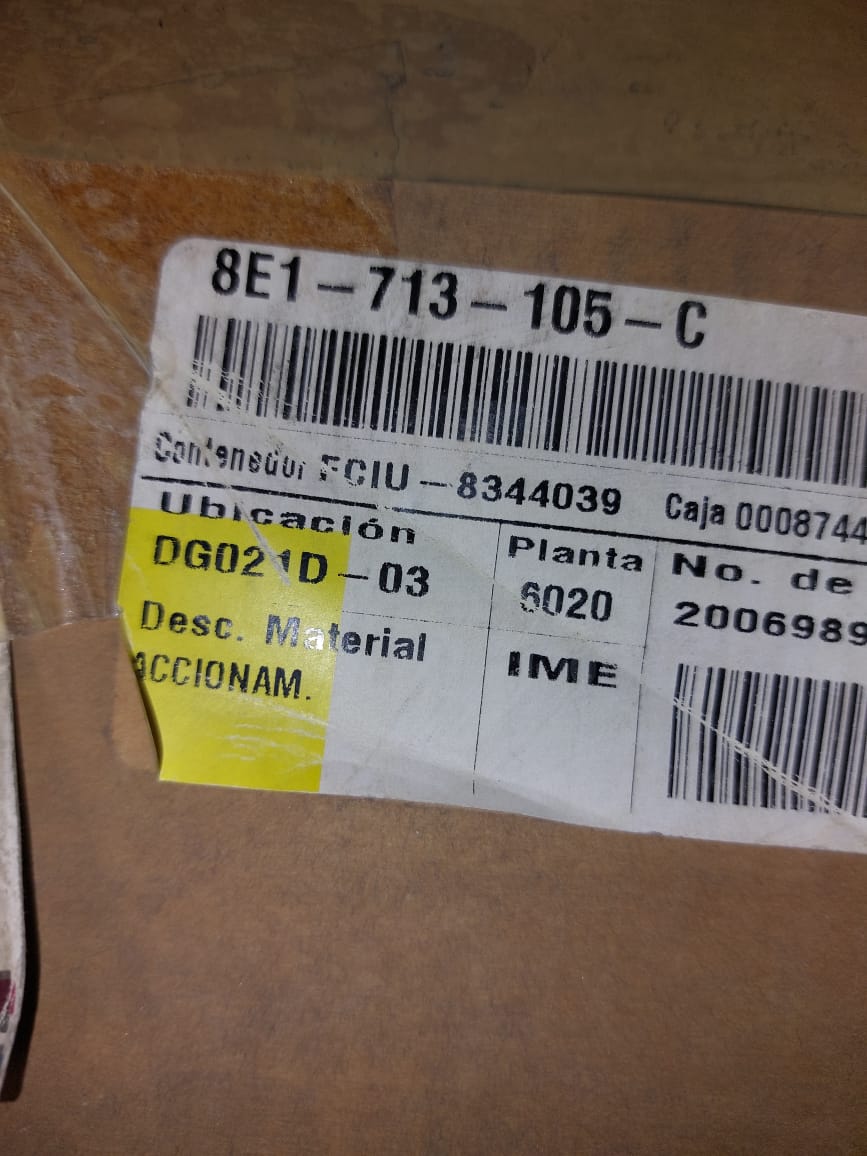 8E1-713-105-C
Contenedor FCIU-8344039 Caja 0008744
Ubicación Planta No. de
DG021D-03 6020 2006989
Desc. Material IME
ACCIONAM.